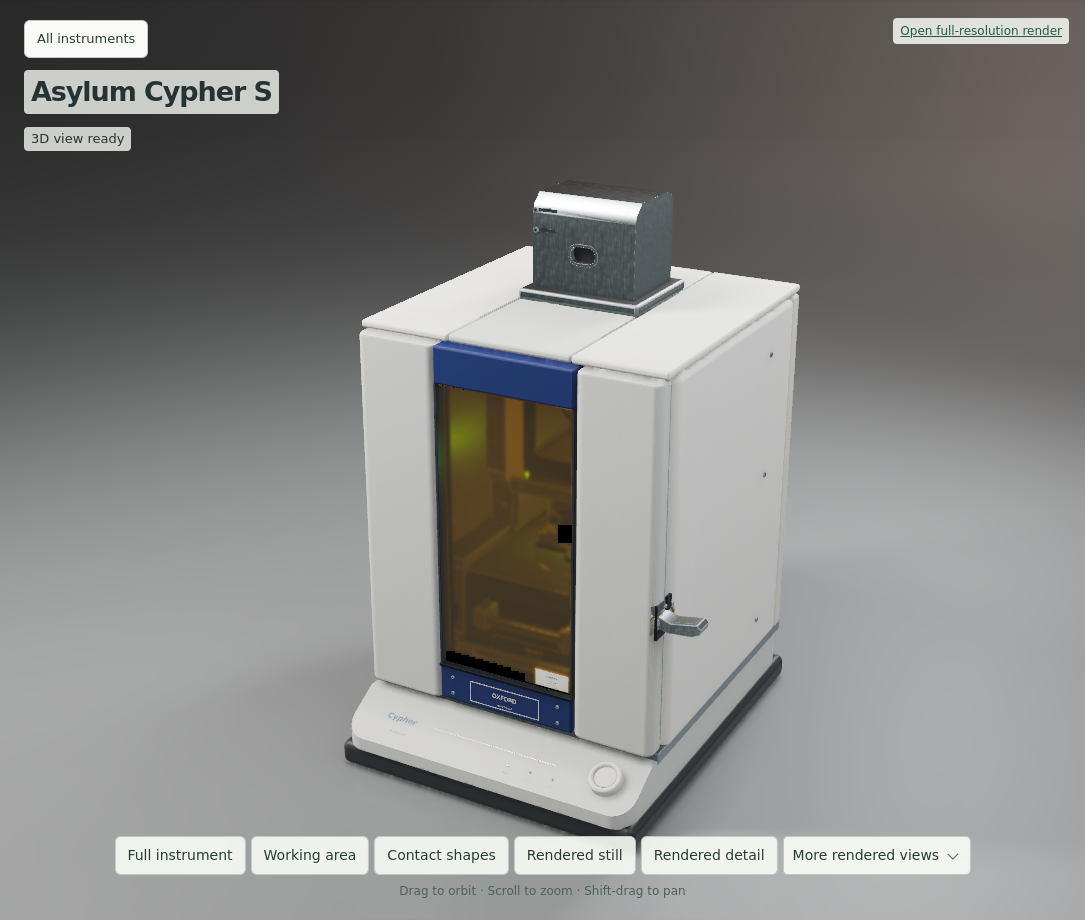 All instruments
Open full-resolution render
Asylum Cypher S
3D view ready
OXFORD
Cypher
Full instrument
Working area
Contact shapes
Rendered still
Rendered detail
More rendered views
Drag to orbit · Scroll to zoom · Shift-drag to pan